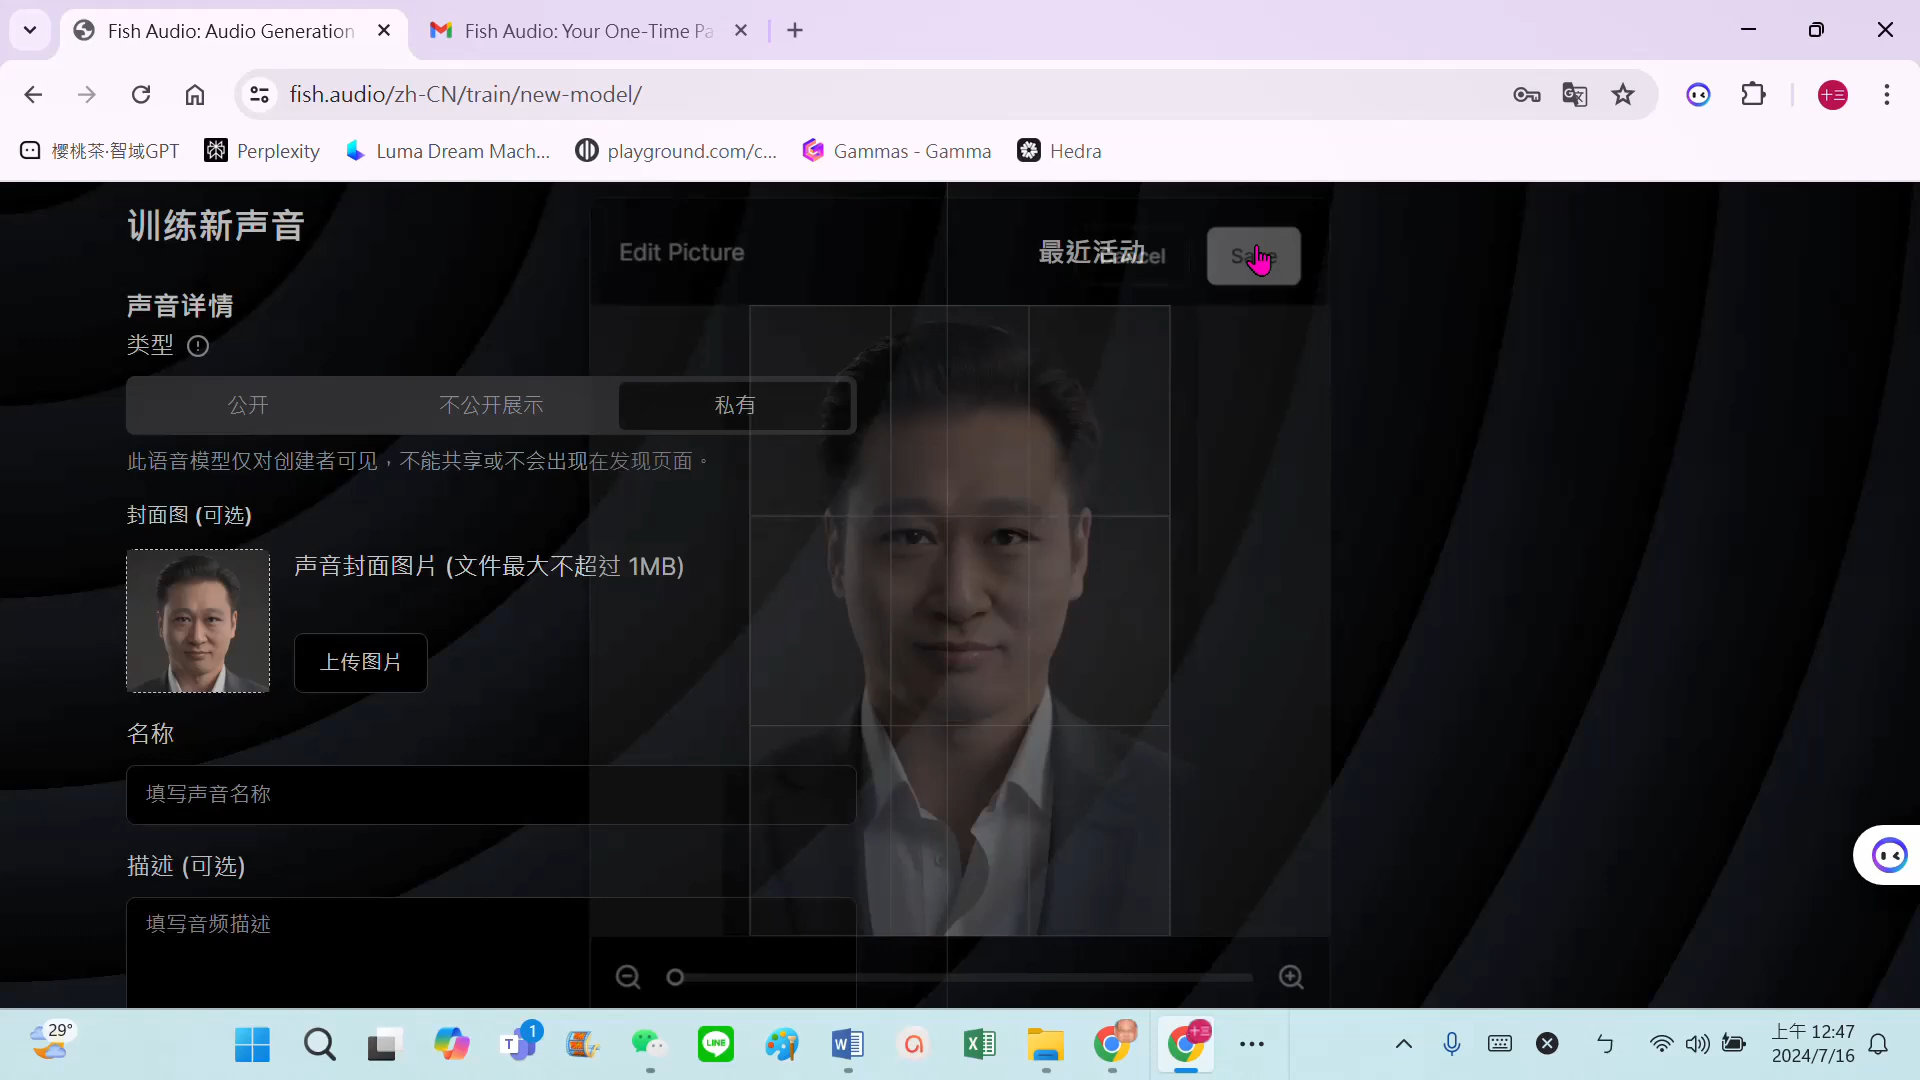 Fish Audio: Audio Generation
Fish Audio: Your One-Time Pa
fish.audio/zh-CN/train/new-model/
十三
樱桃茶·智域GPT
Perplexity
Luma Dream Mach...
playground.com/c...
Gammas - Gamma
Hedra
训练新声音
Edit Picture
最近活动
Cancel
Save
声音详情
类型
公开
不公开展示
私有
此语音模型仅对创建者可见，不能共享或不会出现在发现页面。
封面图 (可选)
声音封面图片 (文件最大不超过 1MB)
上传图片
名称
填写声音名称
描述 (可选)
填写音频描述
29°
1
LINE
十三
上午 12:47
2024/7/16